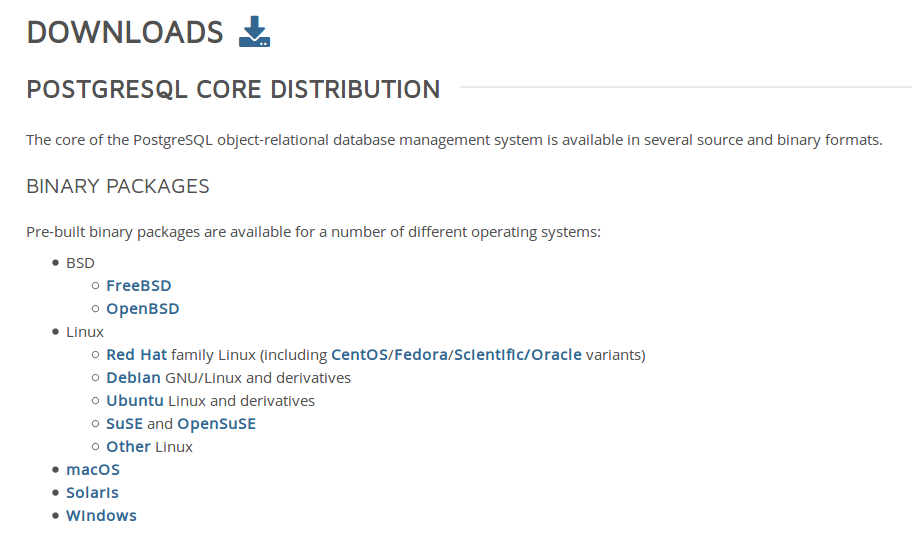 DOWNLOADS
POSTGRESQL CORE DISTRIBUTION
The core of the PostgreSQL object-relational database management system is available in several source and binary formats.
BINARY PACKAGES
Pre-built binary packages are available for a number of different operating systems:
BSD
FreeBSD
OpenBSD
Linux
Red Hat family Linux (including CentOS/Fedora/Scientific/Oracle variants)
Debian GNU/Linux and derivatives
Ubuntu Linux and derivatives
SuSE and OpenSuSE
Other Linux
macOS
Solaris
Windows